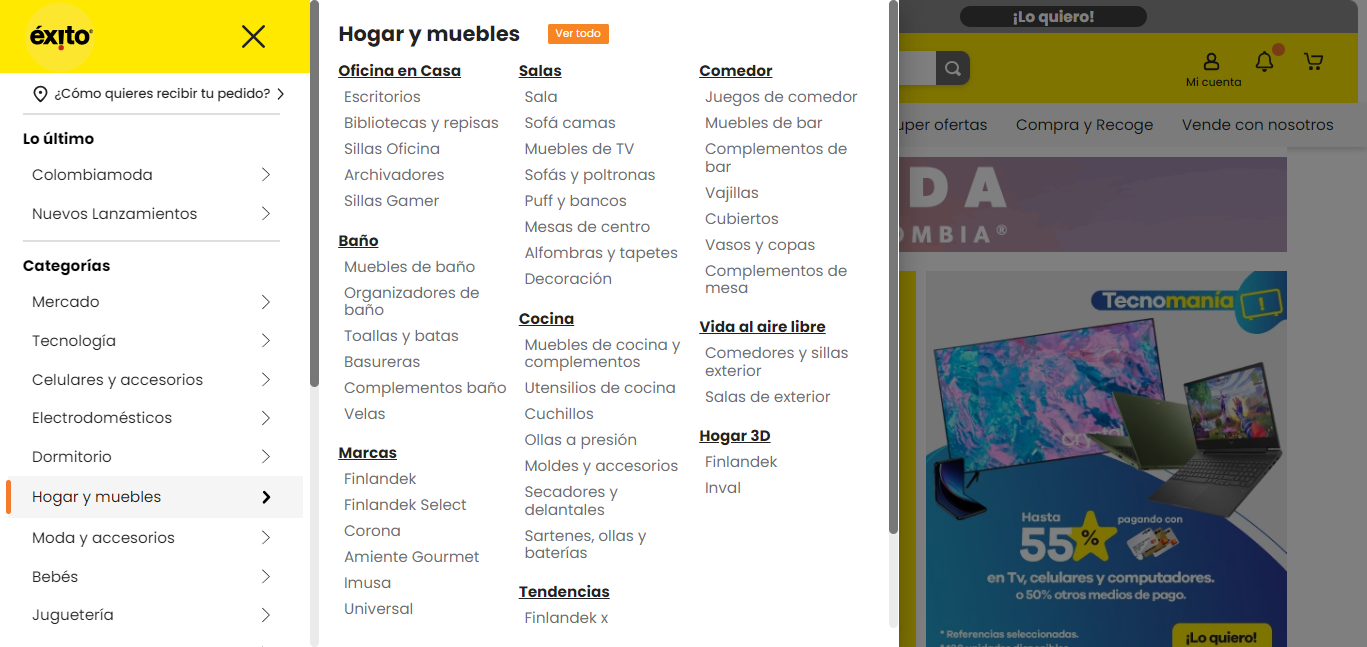 éxito
¿Cómo quieres recibir tu pedido?
Lo último
Colombiamoda
Nuevos Lanzamientos
Categorías
Mercado
Tecnología
Celulares y accesorios
Electrodomésticos
Dormitorio
Hogar y muebles
Moda y accesorios
Bebés
Juguetería
Hogar y muebles
Ver todo
Oficina en Casa
Escritorios
Bibliotecas y repisas
Sillas Oficina
Archivadores
Sillas Gamer
Baño
Muebles de baño
Organizadores de
baño
Toallas y batas
Basureras
Complementos baño
Velas
Marcas
Finlandek
Finlandek Select
Corona
Amiente Gourmet
Imusa
Universal
Salas
Sala
Sofá camas
Muebles de TV
Sofás y poltronas
Puff y bancos
Mesas de centro
Alfombras y tapetes
Decoración
Cocina
Muebles de cocina y
complementos
Utensilios de cocina
Cuchillos
Ollas a presión
Moldes y accesorios
Secadores y
delantales
Sartenes, ollas y
baterías
Tendencias
Finlandek x
Comedor
Juegos de comedor
Muebles de bar
Complementos de
bar
Vajillas
Cubiertos
Vasos y copas
Complementos de
mesa
Vida al aire libre
Comedores y sillas
exterior
Salas de exterior
Hogar 3D
Finlandek
Inval
¡Lo quiero!
Mi cuenta
uper ofertas
Compra y Recoge
Vende con nosotros
DA
OMBIA®
Tecnomanía
Hasta
55%
pagando con
en Tv, celulares y computadores.
o 50% otros medios de pago.
* Referencias seleccionadas.
¡Lo quiero!